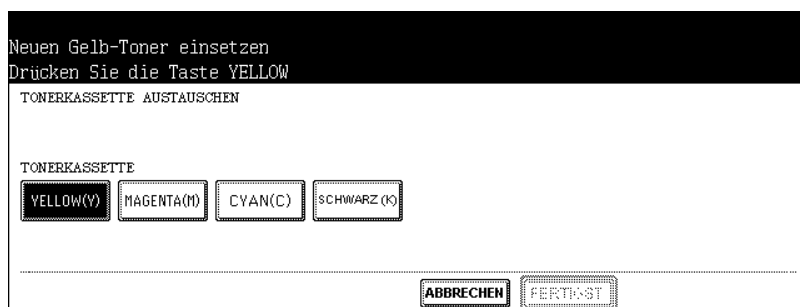 Neuen Gelb-Toner einsetzen
Drücken Sie die Taste YELLOW
TONERKASSETTE AUSTAUSCHEN
TONERKASSETTE
YELLOW(Y) MAGENTA(M) CYAN(C) SCHWARZ(K)
ABBRECHEN FERTIGST